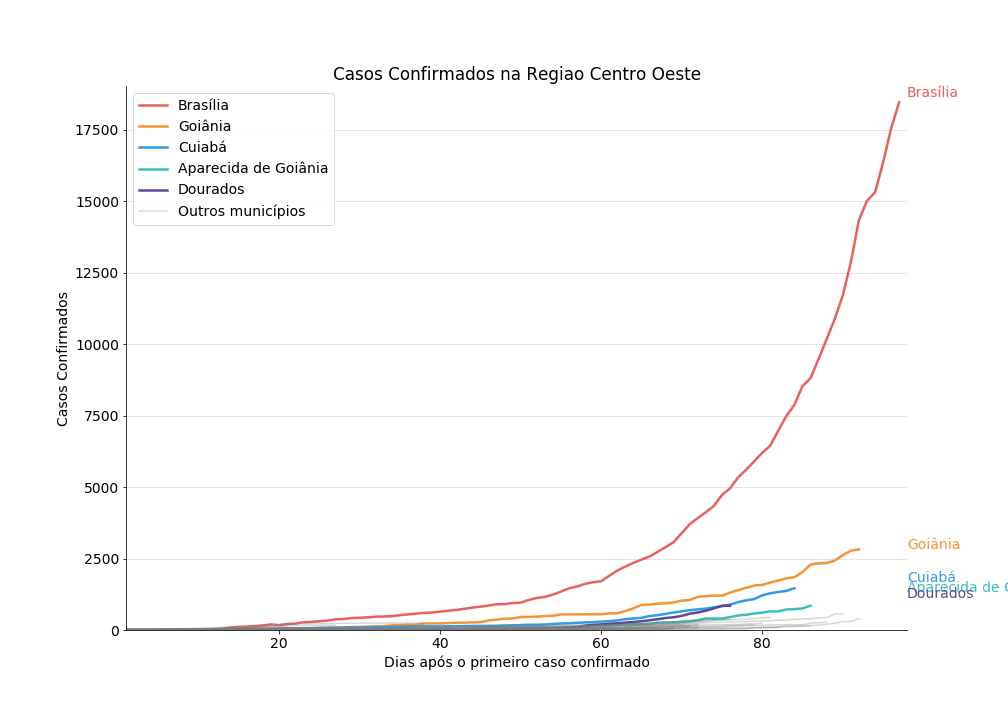 Casos Confirmados na Regiao Centro Oeste
Brasília
Goiânia
Cuiabá
Aparecida de Goiânia
Dourados
Outros municípios
Casos Confirmados
17500
15000
12500
10000
7500
5000
2500
0
20
40
60
80
Dias após o primeiro caso confirmado
Brasília
Goiânia
Cuiabá
Aparecida de G
Dourados